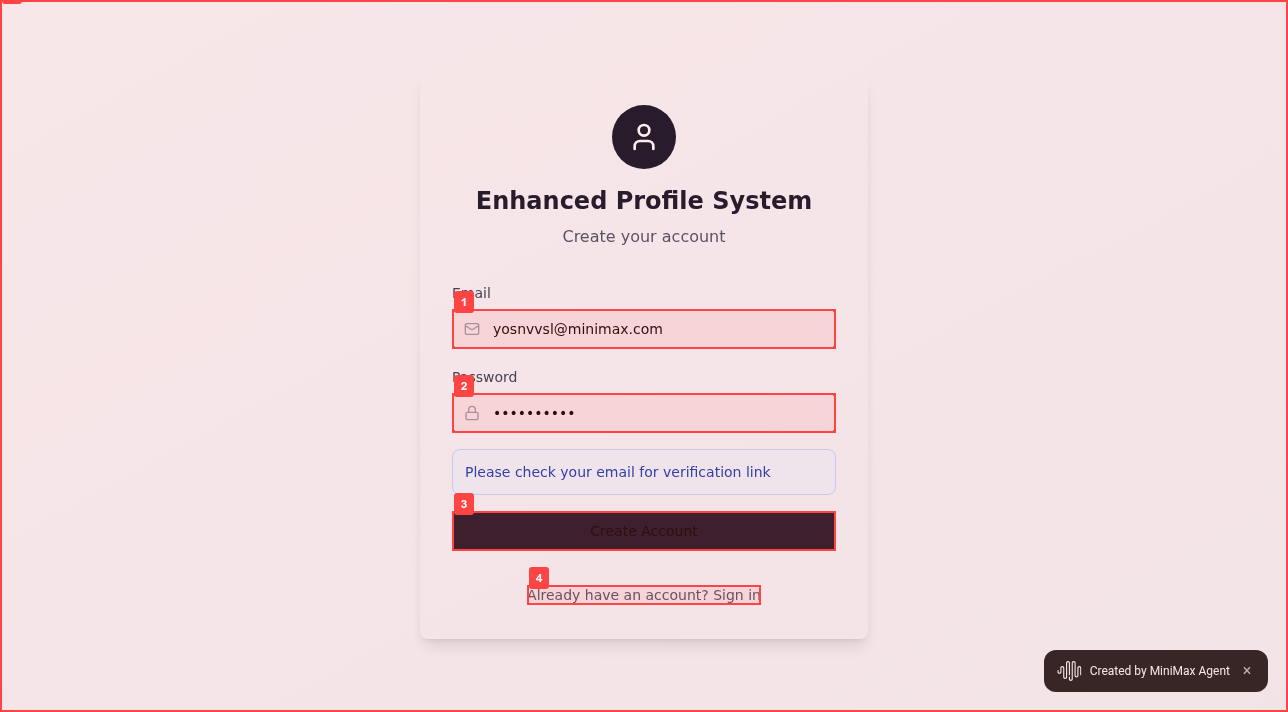 Enhanced Profile System
Create your account
Email
1
yosnvvsl@minimax.com
Password
2
••••••••••
Please check your email for verification link
3
Create Account
4
Already have an account? Sign in
Created by MiniMax Agent ×